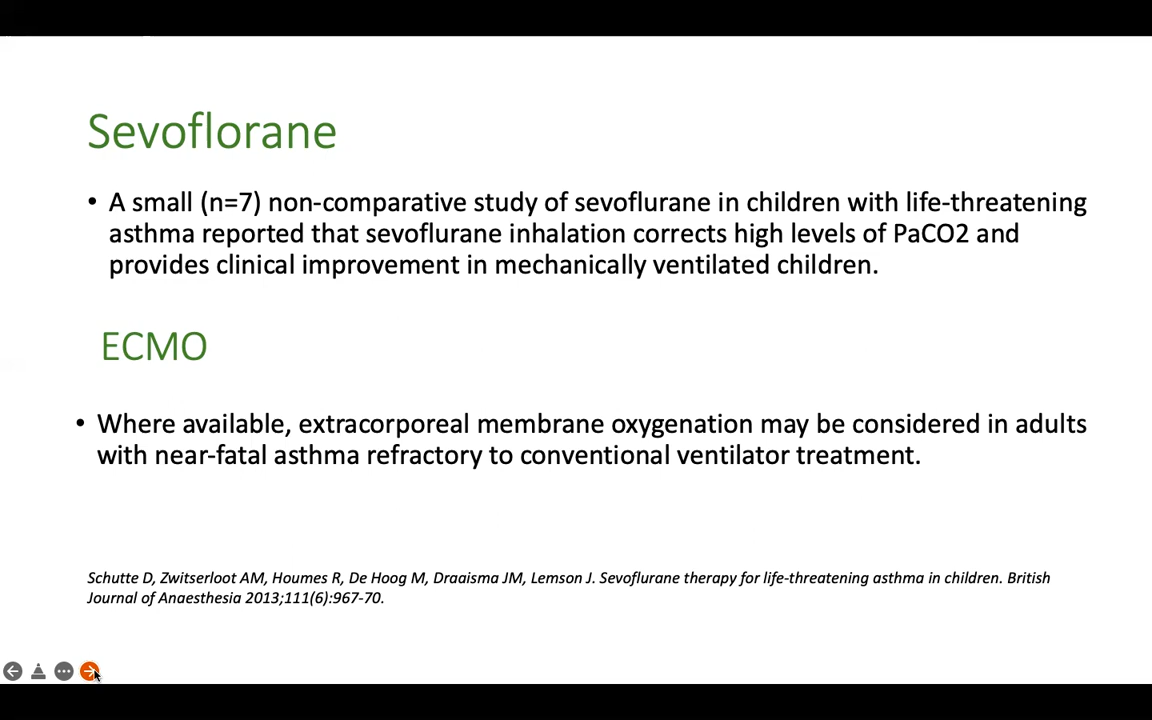 Sevoflorane
• A small (n=7) non-comparative study of sevoflurane in children with life-threatening
asthma reported that sevoflurane inhalation corrects high levels of PaCO2 and
provides clinical improvement in mechanically ventilated children.
ECMO
• Where available, extracorporeal membrane oxygenation may be considered in adults
with near-fatal asthma refractory to conventional ventilator treatment.
Schutte D, Zwitserloot AM, Houmes R, De Hoog M, Draaisma JM, Lemson J. Sevoflurane therapy for life-threatening asthma in children. British
Journal of Anaesthesia 2013;111(6):967-70.